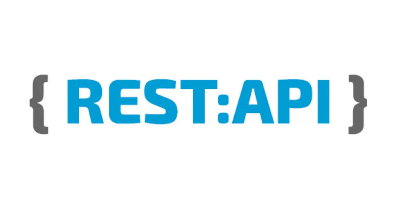 { REST:API }